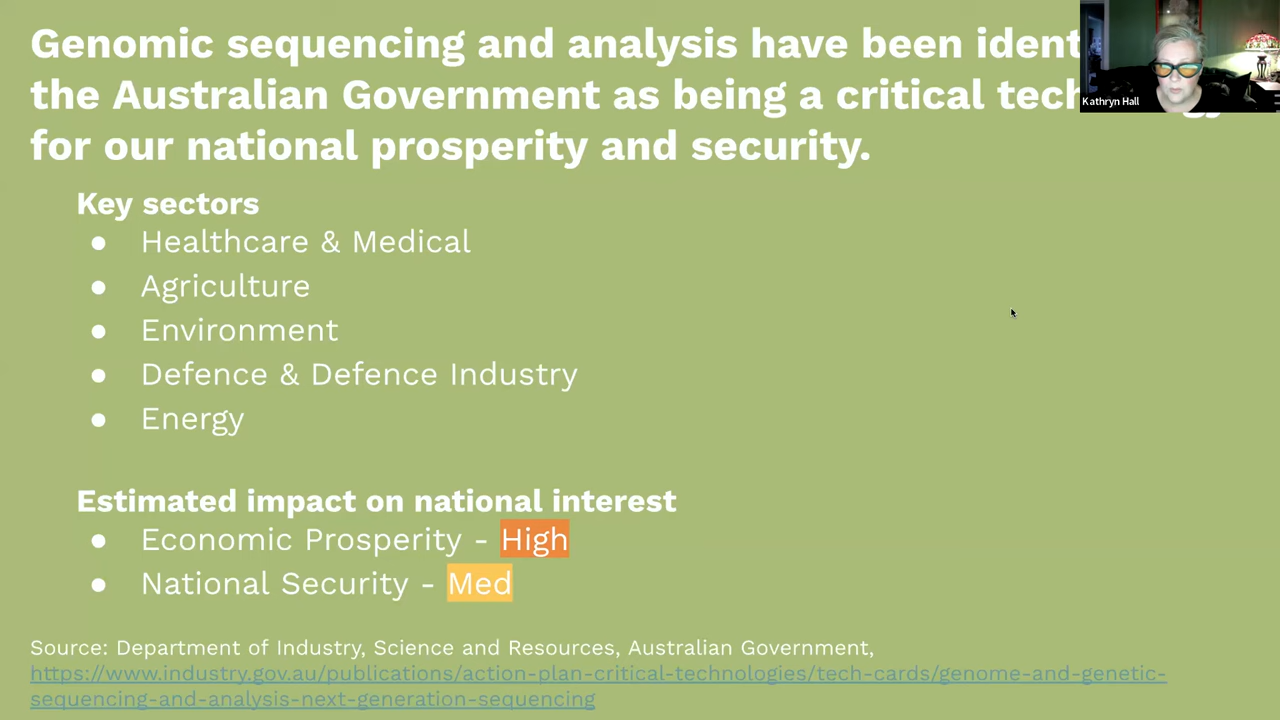 Genomic sequencing and analysis have been ident
the Australian Government as being a critical tech
for our national prosperity and security.
Kathryn Hall
Key sectors
● Healthcare & Medical
● Agriculture
● Environment
● Defence & Defence Industry
● Energy
Estimated impact on national interest
● Economic Prosperity - High
● National Security - Med
Source: Department of Industry, Science and Resources, Australian Government,
https://www.industry.gov.au/publications/action-plan-critical-technologies/tech-cards/genome-and-genetic-
sequencing-and-analysis-next-generation-sequencing